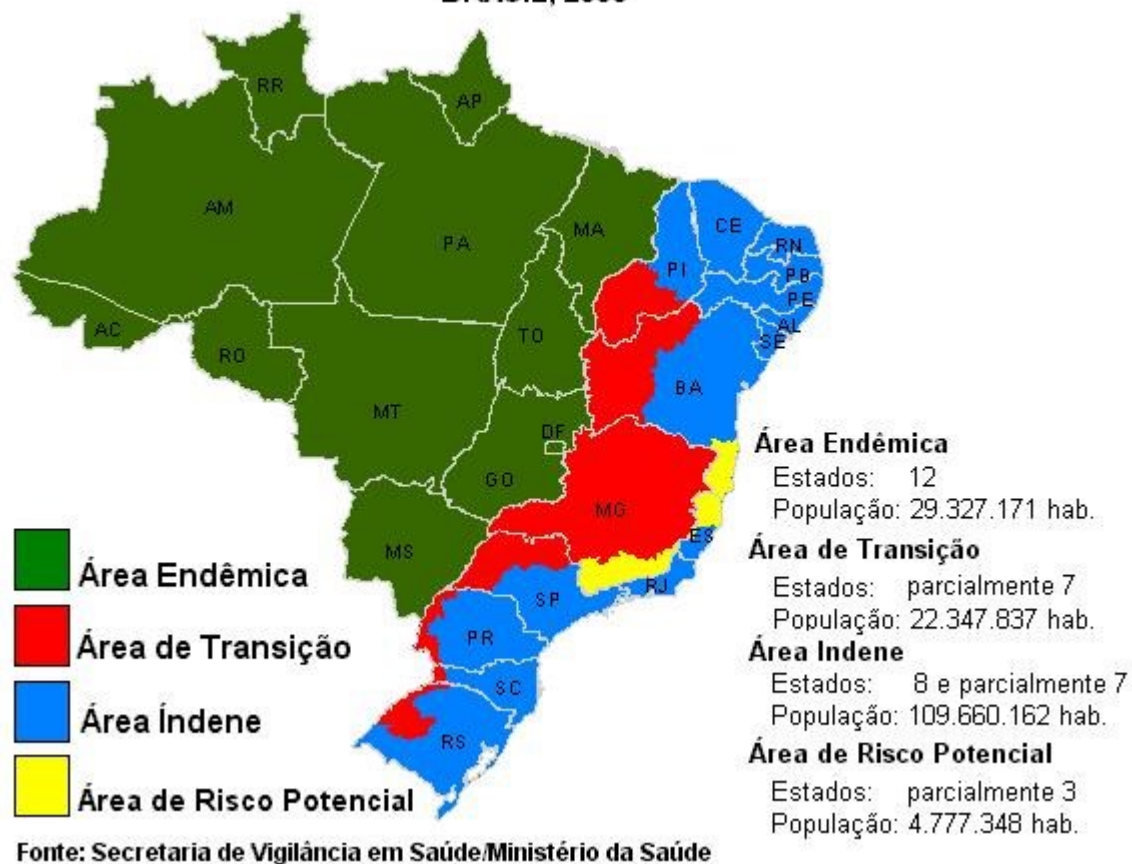 RR
AP
AM
PA
MA
CE
RN
PI
PB
PE
AL
SE
AC
RO
TO
BA
MT
DF
GO
MG
ES
MS
SP
RJ
PR
SC
RS
Área Endêmica
Área de Transição
Área Índene
Área de Risco Potencial
Área Endêmica
Estados: 12
População: 29.327.171 hab.
Área de Transição
Estados: parcialmente 7
População: 22.347.837 hab.
Área Indene
Estados: 8 e parcialmente 7
População: 109.660.162 hab.
Área de Risco Potencial
Estados: parcialmente 3
População: 4.777.348 hab.
Fonte: Secretaria de Vigilância em Saúde/Ministério da Saúde